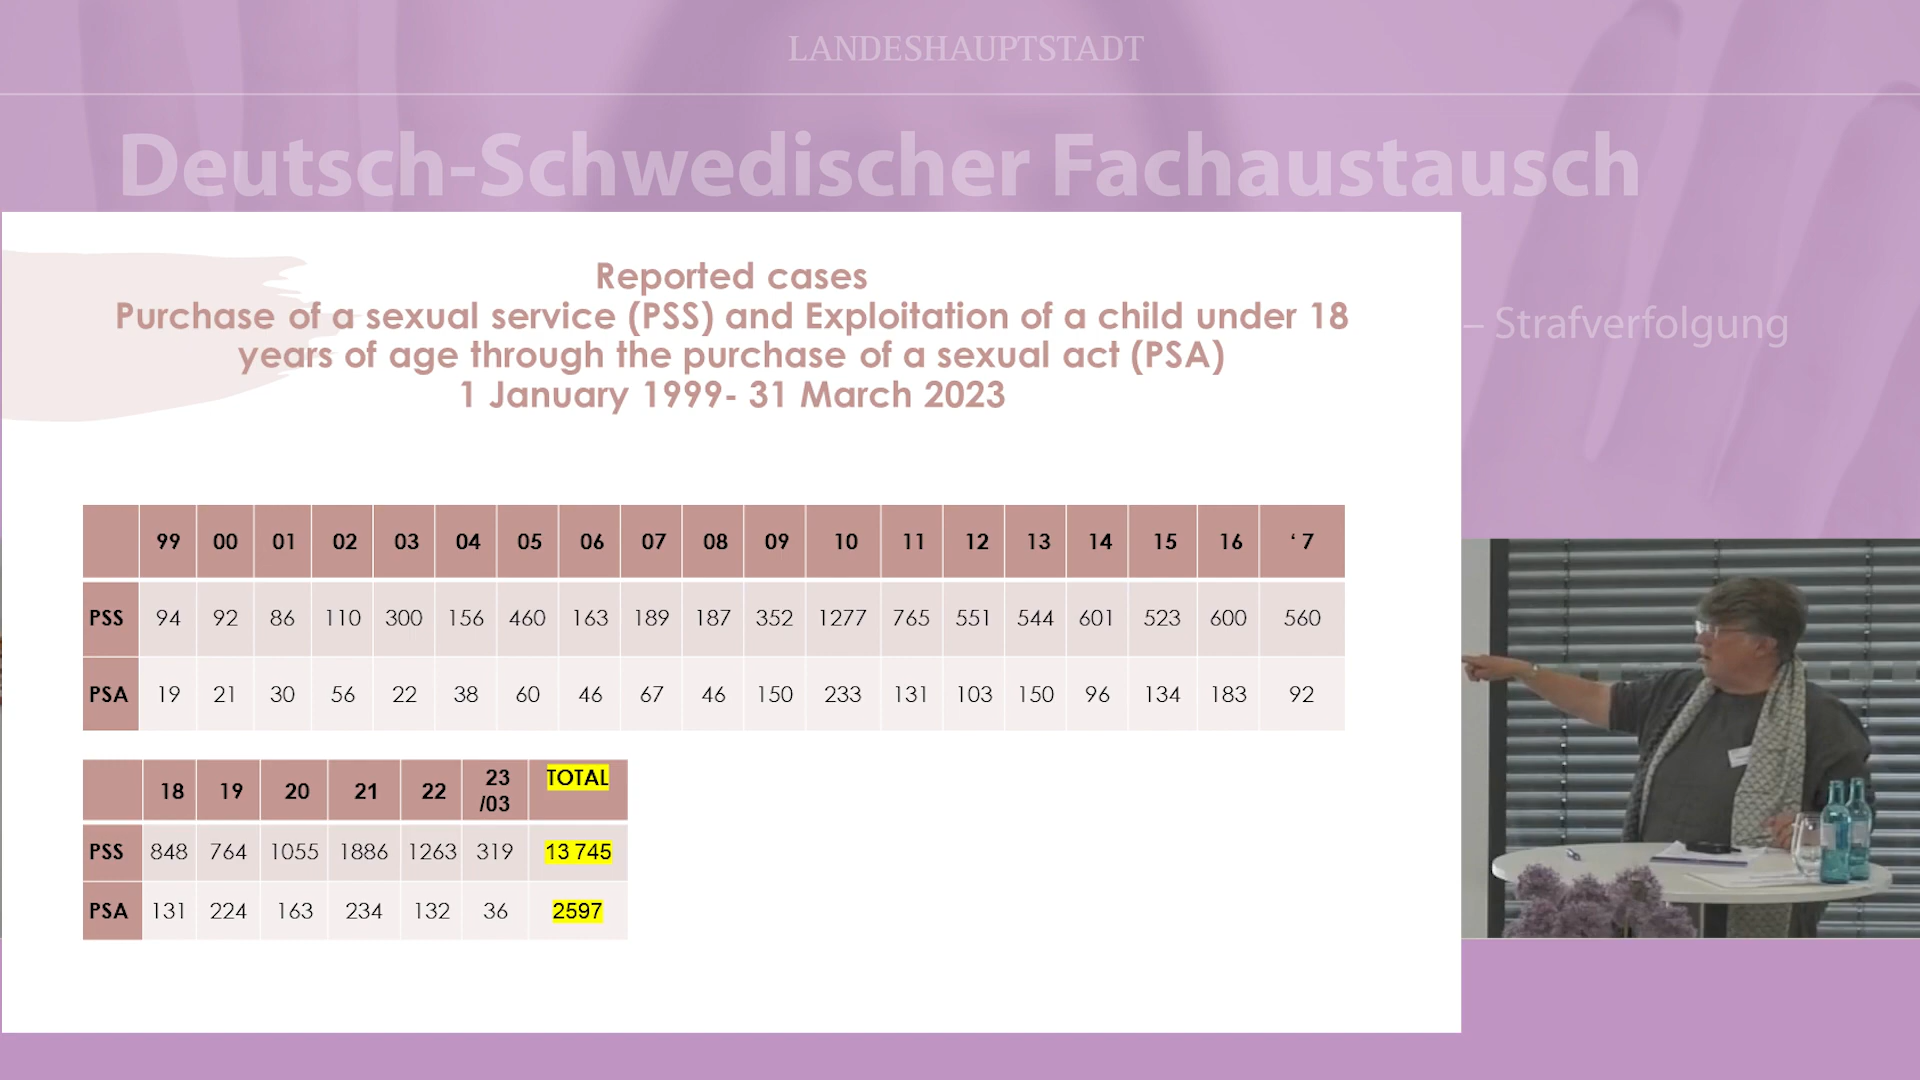 LANDESHAUPTSTADT
Deutsch-Schwedischer Fachaustausch
– Strafverfolgung
Reported cases
Purchase of a sexual service (PSS) and Exploitation of a child under 18
years of age through the purchase of a sexual act (PSA)
1 January 1999- 31 March 2023
99 00 01 02 03 04 05 06 07 08 09 10 11 12 13 14 15 16 ‘ 7
PSS 94 92 86 110 300 156 460 163 189 187 352 1277 765 551 544 601 523 600 560
PSA 19 21 30 56 22 38 60 46 67 46 150 233 131 103 150 96 134 183 92
18 19 20 21 22 23 /03 TOTAL
PSS 848 764 1055 1886 1263 319 13 745
PSA 131 224 163 234 132 36 2597